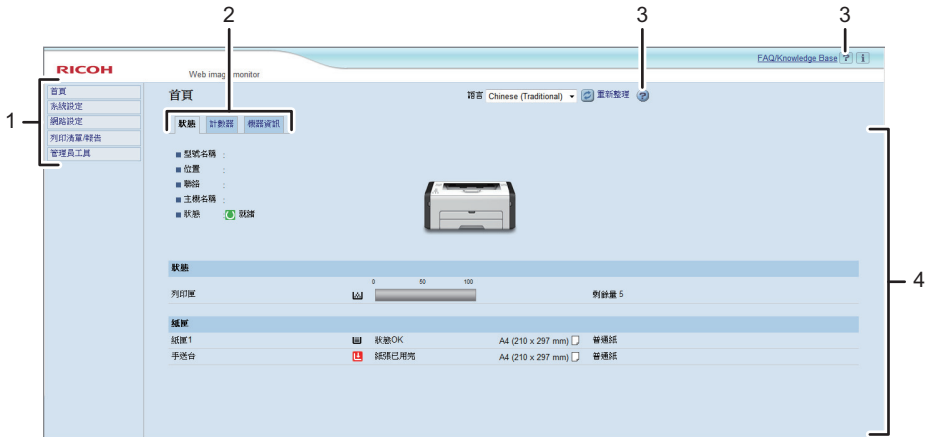 2 3 3
FAQ/Knowledge Base ? i
RICOH
Web image monitor
1
首頁
系統設定
網路設定
列印清單/報告
管理員工具
首頁
語言 Chinese (Traditional) 重新整理 ?
狀態 計數器 機器資訊
型號名稱 :
位置 :
聯絡 :
主機名稱 :
狀態 : 就緒
狀態
0 50 100
列印匣 剩餘量 5
紙匣
紙匣1 狀態OK A4 (210 x 297 mm) 普通紙
手送台 紙張已用完 A4 (210 x 297 mm) 普通紙
4